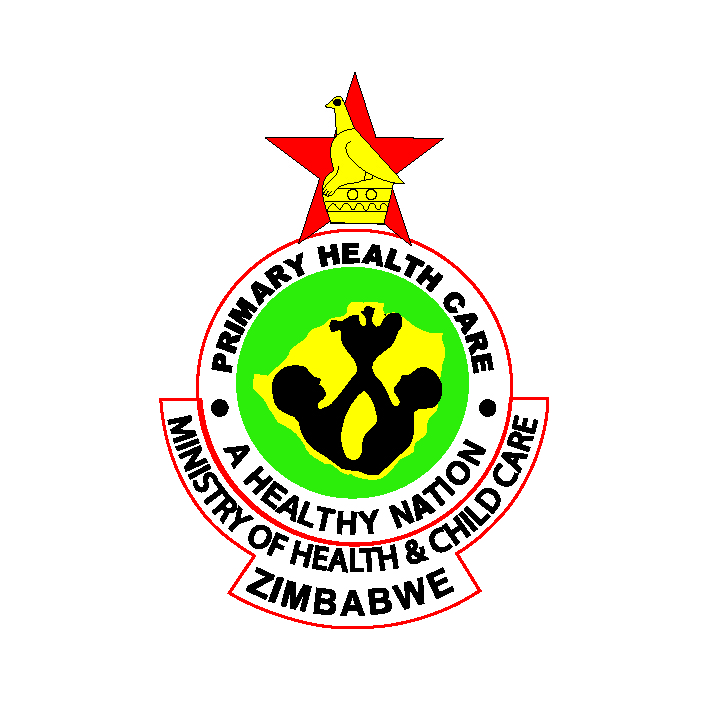 PRIMARY HEALTH CARE
A HEALTHY NATION
MINISTRY OF HEALTH & CHILD CARE
ZIMBABWE